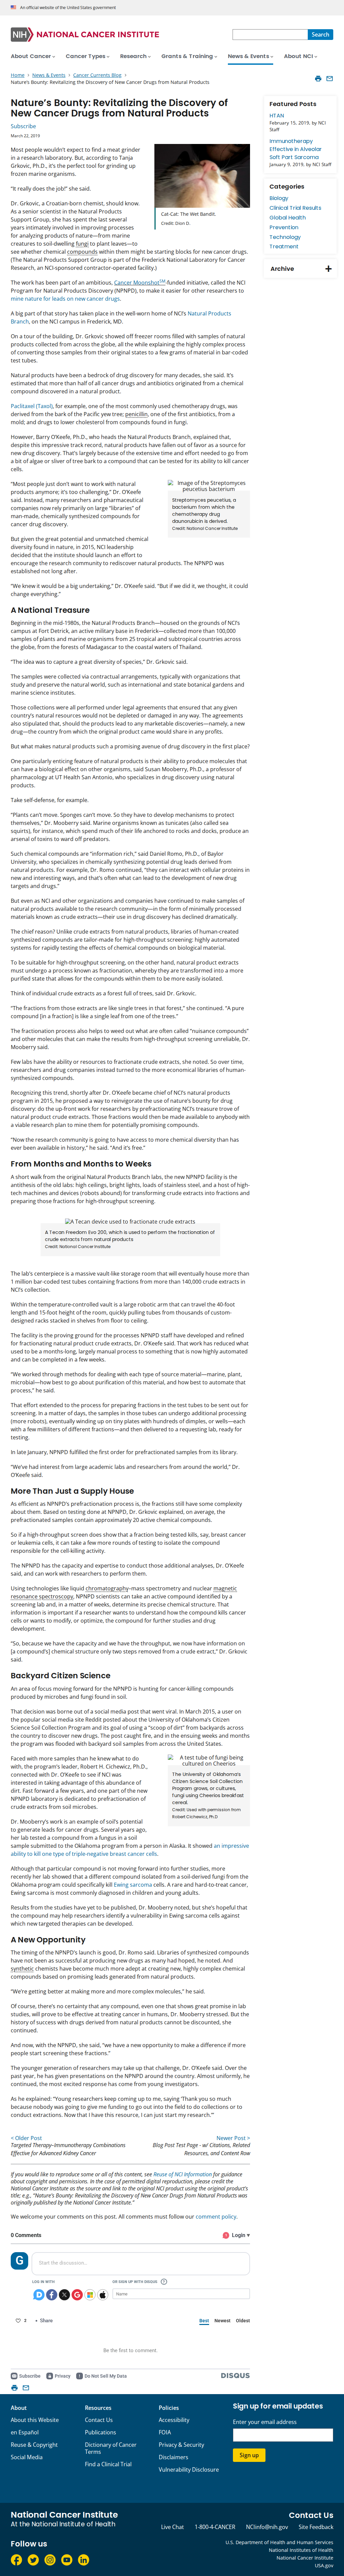 An official website of the United States government
NIH NATIONAL CANCER INSTITUTE
Search
About Cancer
Cancer Types
Research
Grants & Training
News & Events
About NCI
Home
News & Events
Cancer Currents Blog
Nature's Bounty: Revitalizing the Discovery of New Cancer Drugs from Natural Products
Nature's Bounty: Revitalizing the Discovery of
New Cancer Drugs from Natural Products
Subscribe
March 22, 2019
Most people wouldn't expect to find a wise male grinder
in a research laboratory. But, according to Tanja
Grkovic, Ph.D., it's the perfect tool for grinding slabs of
frozen marine organisms.
"It really does the job!" she said.
Dr. Grkovic, a Croatian-born chemist, should know.
As a senior scientist in the Natural Products
Support Group, she has spent the last few years
immersed in material from nature—from marine
creatures to soil-dwelling fungi to plant leaves—to
see whether chemical compounds within them might be viable as starting blocks for new cancer drugs.
(The Natural Products Support Group is part of the Frederick National Laboratory for Cancer
Research, an NCI-sponsored contractor-operated facility.)
The work has been part of an ambitious, Cancer MoonshotSM-funded initiative, called the NCI
Program for Natural Products Discovery (NPNPD), to make it easier for other researchers to
mine nature for leads on new cancer drugs.
A big part of that story has taken place in the work being done by NCI's Natural Products
Branch, on the NCI campus in Frederick, MD.
On a tour of the building, Dr. Grkovic showed off freezer rooms filled with samples of natural
products collected from across the globe, while explaining the highly complex process
of converting those samples from their original states into a new generation of material in bar-coded
test tubes.
Natural products have been a bedrock of drug discovery for many decades, she said. It's
estimated that more than half of all cancer drugs and antibiotics on the market originated from a
compound discovered in a natural product.
Paclitaxel (Taxol), for example, one of the most commonly used chemotherapy drugs, was
derived from the bark of the Pacific yew tree; penicillin, one of the first antibiotics, from a
mold; and drugs to lower cholesterol from compounds found in fungi.
However, Barry O'Keefe, Ph.D., who heads the Natural Products Branch, explained that,
despite this impressive track record, natural products have fallen out of favor as a source for
new drug discovery. That's largely because of the extensive effort it takes to go from
a bit of algae or sliver of tree bark to a compound that can be tested for its ability to kill cancer
cells.
"Most people just don't want to work with natural
products anymore; it's too challenging," Dr. O'Keefe
said. Instead, many researchers at companies and
universities now rely primarily on large "libraries" of
man-made, chemically synthesized compounds for
cancer drug discovery.
Image of the Streptomyces
peucetius bacterium
Streptomyces peucetius, a
bacterium from which the
chemotherapy drug
daunorubicin is derived.
Credit: National Cancer Institute
But given the great potential and unmatched chemical
diversity in nature, in 2015, NCI leadership
decided that the institute should launch an effort to
encourage the research community to rediscover natural products. The NPNPD was
established not long after.
"We knew it would be a big undertaking," Dr. O'Keefe said. "But if we did it, we thought, it could
change everything."
A National Treasure
Beginning in the mid-1980s, the Natural Products Branch—housed on the grounds of NCI's
campus at Fort Detrick, an active military base in Frederick—collected more than 100,000
samples of plants and marine organisms from 25 tropical and subtropical countries around the
globe, from the forests of Madagascar to the coastal waters of Thailand.
"The idea was to capture a great diversity of species," Dr. Grkovic said.
The samples were collected via contractual arrangements, typically with organizations that
study and preserve the natural world, such as international and state botanical gardens and
marine science institutes.
Those collections were all performed under legal agreements that ensured that any given
country's natural resources would not be depleted or damaged in any way. The agreements
also stipulated that, should the products lead to any marketable discoveries—namely, a new
drug—the country from which the original product came would share in any success.
But what makes natural products such a promising avenue of drug discovery in the first place?
One particularly enticing feature of natural products is their ability to make molecules that can
have a biological effect on other organisms, said Susan Mooberry, Ph.D., a professor of
pharmacology at UT Health San Antonio, who specializes in drug discovery using natural
products.
Take self-defense, for example.
"Plants can't move. Sponges can't move. So they have to develop mechanisms to protect
themselves," Dr. Mooberry said. Marine organisms known as tunicates (also called sea
squirts), for instance, which spend much of their life anchored to rocks and docks, produce an
arsenal of toxins to ward off predators.
Such chemical compounds are "information rich," said Daniel Romo, Ph.D., of Baylor
University, who specializes in chemically synthesizing potential drug leads derived from
natural products. For example, Dr. Romo continued, "they can interact with certain proteins in
new and interesting ways, and that's often what can lead to the development of new drug
targets and drugs."
Even as NCI and other organizations and companies have continued to make samples of
natural products available to the research community—in the form of what are known as
natural product extracts—their use in drug discovery has declined dramatically.
The chief reason? Unlike crude extracts from natural products, libraries of human-created
synthesized compounds are tailor-made for high-throughput screening: highly automated
systems for rapidly testing the effects of chemical compounds on biological material.
To be suitable for high-throughput screening, on the other hand, natural product extracts
must undergo what is known as prefractionation, whereby they are transformed into a more
purified state that allows for the compounds within them to be more easily isolated.
Think of individual crude extracts as a forest full of trees, said Dr. Grkovic.
"The fractions from those extracts are like single trees in that forest," she continued. "A pure
compound [in a fraction] is like a single leaf from one of the trees."
The fractionation process also helps to weed out what are often called "nuisance compounds"
and other molecules that can make the results from high-throughput screening unreliable, Dr.
Mooberry said.
Few labs have the ability or resources to fractionate crude extracts, she noted. So over time,
researchers or drug companies have turned to the more economical libraries of human-
synthesized compounds.
Recognizing this trend, shortly after Dr. O'Keefe became chief of NCI's natural products
program in 2015, he proposed a way to reinvigorate the use of nature's bounty for drug
discovery: to help open up the bottleneck for researchers by prefractionating NCI's treasure trove of
natural product crude extracts. Those fractions would then be made available, to anybody with
a viable research plan to mine them for potentially promising compounds.
"Now the research community is going to have access to more chemical diversity than has
ever been available in history," he said. "And it's free."
From Months and Months to Weeks
A short walk from the original Natural Products Branch labs, the new NPNPD facility is the
antithesis of the old labs: high ceilings, bright lights, loads of stainless steel, and a host of high-
tech machines and devices (and robots abound) for transforming crude extracts into fractions and
preparing those fractions for high-throughput screening.
A Tecan device used to fractionate crude extracts
A Tecan Freedom Evo 200, which is used to perform the fractionation of
crude extracts from natural products
Credit: National Cancer Institute
The lab's centerpiece is a massive vault-like storage room that will eventually house more than
1 million bar-coded test tubes containing fractions from the more than 140,000 crude extracts
in NCI's collection.
Within the temperature-controlled vault is a large robotic arm that can travel the 40-foot
length and 15-foot height of the room, quickly pulling tubes from thousands of custom-
designed racks stacked in shelves from floor to ceiling.
The facility is the proving ground for the processes NPNPD staff have developed and refined
for fractionating natural product crude extracts, Dr. O'Keefe said. That work has reduced what
used to be a months-long, largely manual process to something that is largely automated and
can be completed in a few weeks.
"We worked through methods for dealing with each type of source material—marine, plant,
microbial—how best to go about purification of this material, and how best to automate that
process," he said.
That effort extended to the process for preparing fractions in the test tubes to be sent out for
screening. In a matter of days, the samples in those test tubes can undergo additional processing
(more robots), eventually winding up on tiny plates with hundreds of dimples, or wells—each
with a few milliliters of different fractions—and then delivered to a requesting lab, ready for
testing.
In late January, NPNPD fulfilled the first order for prefractionated samples from its library.
"We've had interest from large academic labs and researchers from around the world," Dr.
O'Keefe said.
More Than Just a Supply House
As efficient as NPNPD's prefractionation process is, the fractions still have some complexity
about them. Based on testing done at NPNPD, Dr. Grkovic explained, on average, the
prefractionated samples contain approximately 20 active chemical compounds.
So if a high-throughput screen does show that a fraction being tested kills, say, breast cancer
or leukemia cells, it can take a few more rounds of testing to isolate the compound
responsible for the cell-killing activity.
The NPNPD has the capacity and expertise to conduct those additional analyses, Dr. O'Keefe
said, and can work with researchers to perform them.
Using technologies like liquid chromatography–mass spectrometry and nuclear magnetic
resonance spectroscopy, NPNPD scientists can take an active compound identified by a
screening lab and, in a matter of weeks, determine its precise chemical structure. That
information is essential if a researcher wants to understand how the compound kills cancer
cells or wants to modify, or optimize, the chemical compound before undergoing further drug
development.
"So, because we have the capacity and we have the throughput, we now have information on
[a compound's] chemical structure much more rapidly than we used to with a crude extract," Dr. Grkovic
said.
Backyard Citizen Science
An area of focus moving forward for the NPNPD is hunting for cancer-killing compounds
produced by microbes and fungi found in soil.
That decision was borne out of a social media post that went viral. In March 2015, a user on
the popular social media site Reddit posted about the University of Oklahoma's Citizen
Science Soil Collection Program and its goal of using a "scoop of dirt" from backyards across
the country to discover new drugs. The post ensured that the program was flooded with
thousands of requests to mail in backyard soil samples from across the United States.
Faced with more samples than he knew what to do
with, the program's leader, Robert H. Cichewicz, Ph.D.,
connected with Dr. O'Keefe to see if NCI was
interested in taking advantage of this abundance of
dirt. Fast forward a few years, and it is now part of the
NPNPD laboratory will be dedicated to prefractionation
of crude extracts from soil microbes.
A test tube of fungi being
cultured on Cheerios
The University of Oklahoma's
Citizen Science Soil Collection
Program grows, or cultures,
fungi using Cheerios breakfast
cereal.
Credit: Used with permission from
Robert Cichewicz, Ph.D
Dr. Mooberry's work is an example of soil's potential
to generate leads for cancer drugs. Several years ago,
her lab tested a compound from a fungus in a soil
sample submitted to the Oklahoma program from a person in Alaska. It showed an impressive
ability to kill one type of triple-negative breast cancer cells.
Although that particular compound is not moving forward into further studies, more
recently her lab showed that a different compound isolated from a soil-derived fungi from the
Oklahoma program could specifically kill Ewing sarcoma cells. A rare and hard-to-treat cancer,
Ewing sarcoma is most commonly diagnosed in children and young adults.
Results from the studies have yet to be published, Dr. Mooberry noted, but she's hopeful that
the compound may help researchers identify a vulnerability in Ewing sarcoma cells against
which new targeted therapies can be developed.
A New Opportunity
The timing of the NPNPD's launch is good, Dr. Romo said. Libraries of synthesized compounds
have not been as successful at producing new drugs as many had hoped, he noted. And
synthetic chemists have gotten much more adept at creating new, highly complex chemical
compounds based on promising leads gleaned from natural products.
"We're getting better at making more and more complex molecules," he said.
Of course, there's no certainty that any compound, even one that shows great promise in lab
studies, will prove to be effective at treating cancer in humans, Dr. Mooberry stressed. But the
history of success with drugs derived from natural products should not be discounted, she
continued.
And now, with the NPNPD, she said, "we have a new opportunity to make a difference if more
people start screening these fractions."
The younger generation of researchers may take up that challenge, Dr. O'Keefe said. Over the
past year, he has given presentations on the NPNPD around the country. Almost uniformly, he
said, the most profound response has come from young investigators.
As he explained: "Young researchers keep coming up to me, saying 'Thank you so much
because we didn't have the money or time or contacts to go to the ends of the earth and to
collect our own extracts. Now that I have this resource, I can just start my research.'"
< Older Post
Targeted Therapy–Immunotherapy Combinations
Effective for Advanced Kidney Cancer
Newer Post >
Blog Post Test Page - w/ Citations, Related
Resources, and Content Row
If you would like to reproduce some or all of this content, see Reuse of NCI Information for guidance
about copyright and permissions. In the case of permitted digital reproduction, please credit the
National Cancer Institute as the source and link to the original NCI product using the original product's
title; e.g., "Nature's Bounty: Revitalizing the Discovery of New Cancer Drugs from Natural Products was
originally published by the National Cancer Institute."
We welcome your comments on this post. All comments must follow our comment policy.
0 Comments
1
Login
G
Start the discussion...
LOG IN WITH
OR SIGN UP WITH DISQUS
?
Name
2
Share
Best
Newest
Oldest
Be the first to comment.
Subscribe
Privacy
Do Not Sell My Data
DISQUS
Cat-Cat: The Wet Bandit.
Credit: Drion D.
Featured Posts
HTAN
February 15, 2019, by NCI
Staff
Immunotherapy
Effective in Alveolar
Soft Part Sarcoma
January 9, 2019, by NCI Staff
Categories
Biology
Clinical Trial Results
Global Health
Prevention
Technology
Treatment
Archive
About
About this Website
en Español
Reuse & Copyright
Social Media
Resources
Contact Us
Publications
Dictionary of Cancer
Terms
Find a Clinical Trial
Policies
Accessibility
FOIA
Privacy & Security
Disclaimers
Vulnerability Disclosure
Sign up for email updates
Enter your email address
Sign up
National Cancer Institute
At the National Institutes of Health
Follow us
Contact Us
Live Chat
1-800-4-CANCER
NCIinfo@nih.gov
Site Feedback
U.S. Department of Health and Human Services
National Institutes of Health
National Cancer Institute
USA.gov